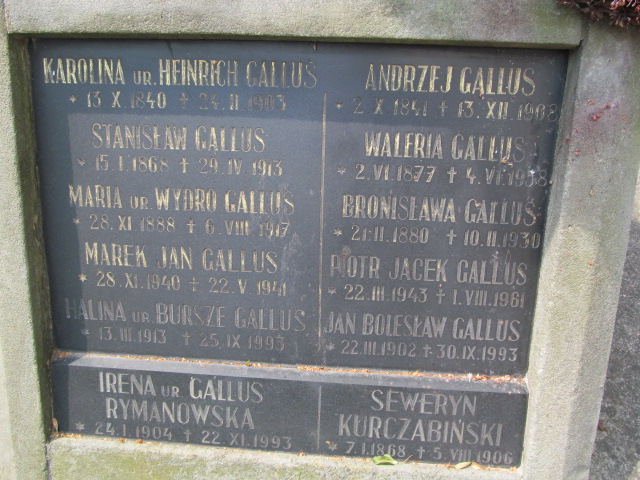 KAROLINA UR. HEINRICH GALLUS
* 13 X 1840 + 24.II 1903
STANISŁAW GALLUS
* 15.I.1868 + 29.IV.1913
MARIA UR. WYDRO GALLUS
* 28.XI 1888 + 6.VIII 1917
MAREK JAN GALLUS
* 28.XI.1940 + 22.V.1941
HALINA UR. BURSZE GALLUS
* 13.III.1913 + 25.IX 1993
ANDRZEJ GALLUS
* 2 X 1841 + 13.XII.1908
WALERIA GALLUS
* 2.VI.1877 + 4.VI.1958
BRONISŁAWA GALLUS
* 21.II.1880 + 10.II.1930
PIOTR JACEK GALLUS
* 22.III.1943 + 1.VIII.1961
JAN BOLESŁAW GALLUS
* 22.III.1902 + 30.IX.1993
IRENA UR. GALLUS
RYMANOWSKA
* 24.I.1904 + 22.XI.1993
SEWERYN
KURCZABIŃSKI
* 7.I.1868 + 5.VIII.1906